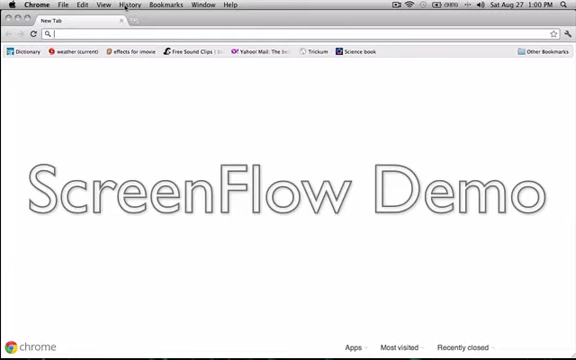 Chrome File Edit View History Bookmarks Window Help (98%) Sat Aug 27 1:00 PM
New Tab
Dictionary weather (current) effects for imovie Free Sound Clips | Yahoo! Mail: The Be Trickum Science book Other Bookmarks
ScreenFlow Demo
chrome Apps Most visited Recently closed